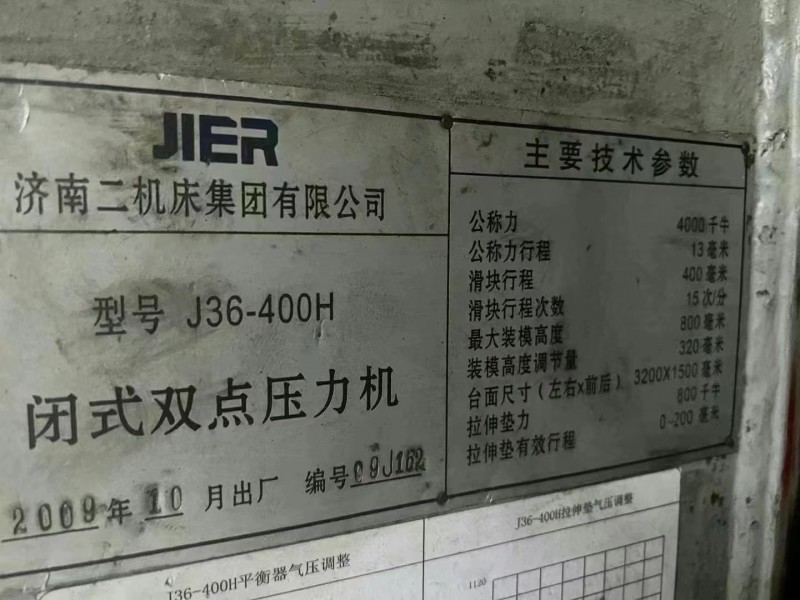 JIER
济南二机床集团有限公司
型号 J36-400H
闭式双点压力机
2009年 10 月出厂 编号09J162
主要技术参数
公称力 4000千牛
公称力行程 13毫米
滑块行程 400毫米
滑块行程次数 15次/分
最大装模高度 800毫米
装模高度调节量 320毫米
台面尺寸(左右x前后) 3200X1500毫米
拉伸垫力 800千牛
拉伸垫有效行程 0-200毫米
J36-400H平衡器气压调整
J36-400H拉伸垫气压调整
1120